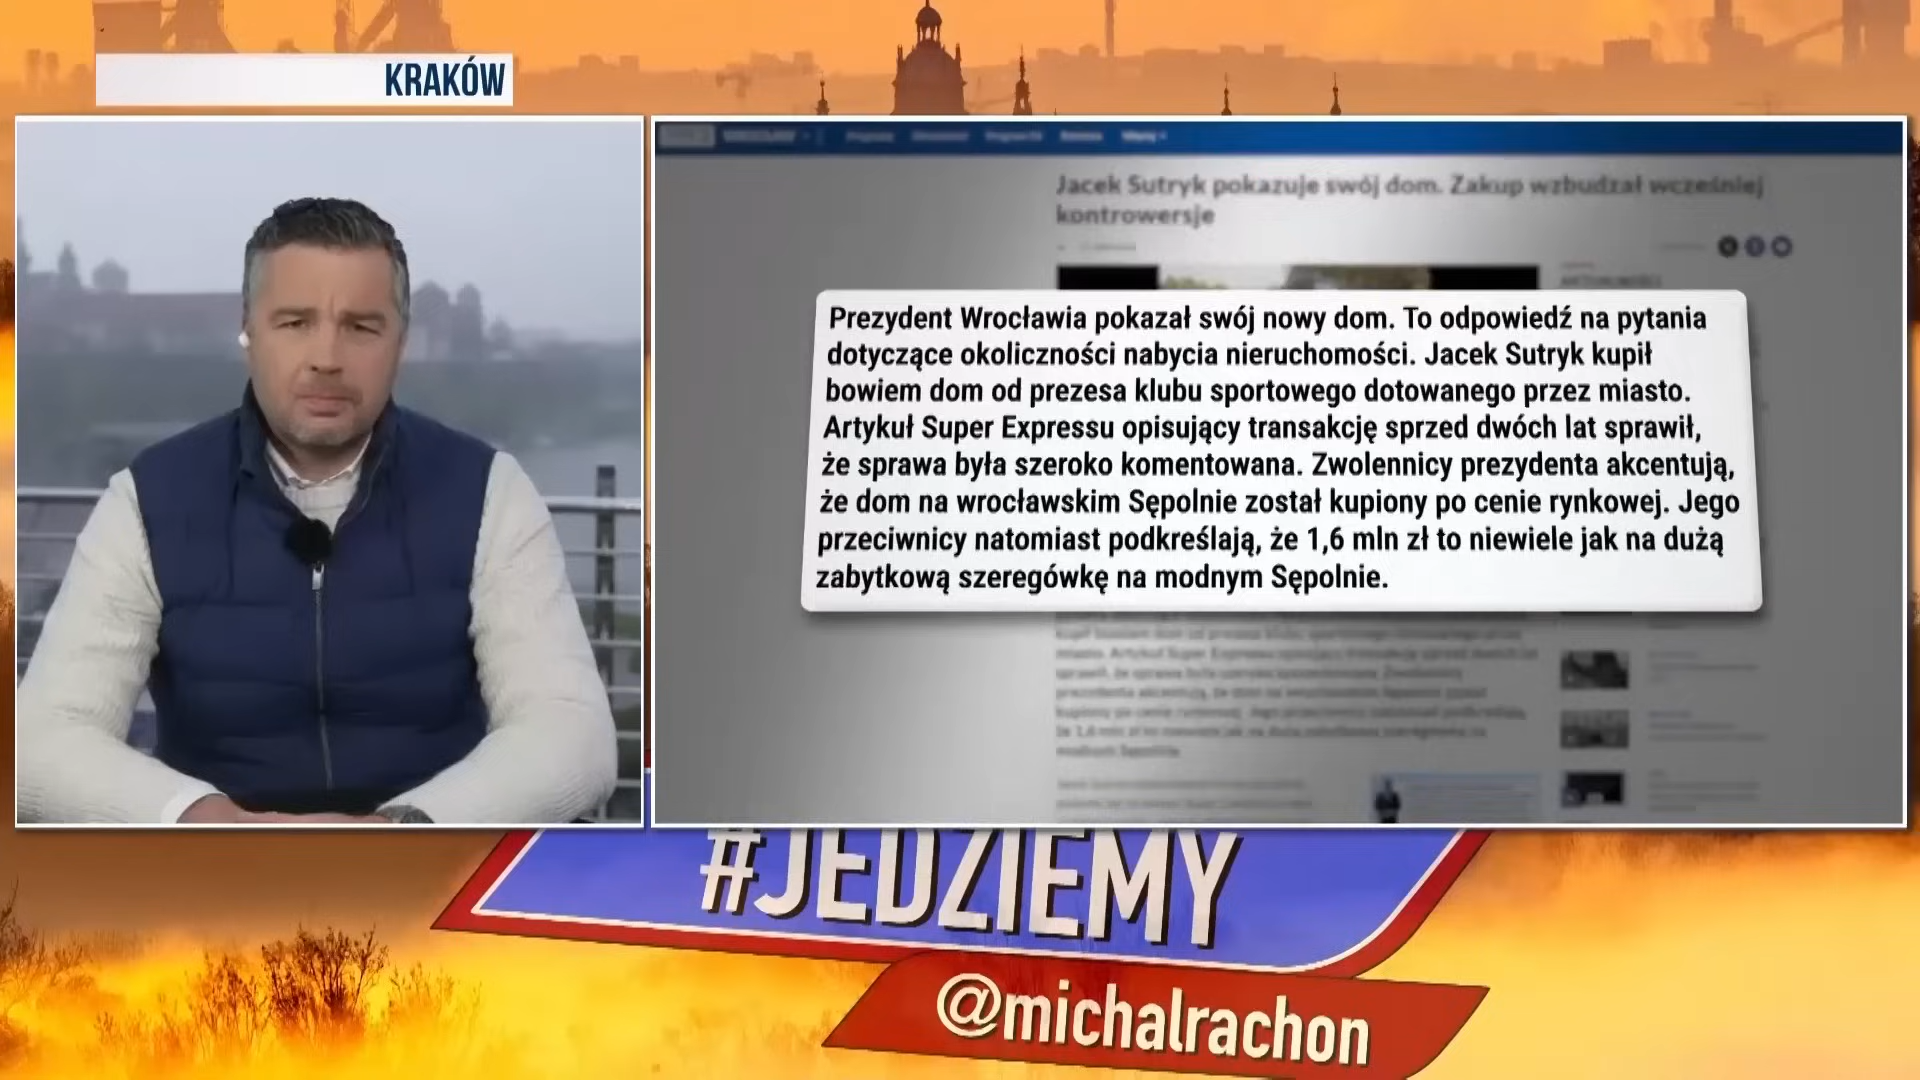 KRAKÓW
Jacek Sutryk pokazuje swój dom. Zakup wzbudzał wcześniej
kontrowersje
Prezydent Wrocławia pokazał swój nowy dom. To odpowiedź na pytania
dotyczące okoliczności nabycia nieruchomości. Jacek Sutryk kupił
bowiem dom od prezesa klubu sportowego dotowanego przez miasto.
Artykuł Super Expressu opisujący transakcję sprzed dwóch lat sprawił,
że sprawa była szeroko komentowana. Zwolennicy prezydenta akcentują,
że dom na wrocławskim Sępolnie został kupiony po cenie rynkowej. Jego
przeciwnicy natomiast podkreślają, że 1,6 mln zł to niewiele jak na dużą
zabytkową szeregówkę na modnym Sępolnie.
#JEDZIEMY
@michalrachon